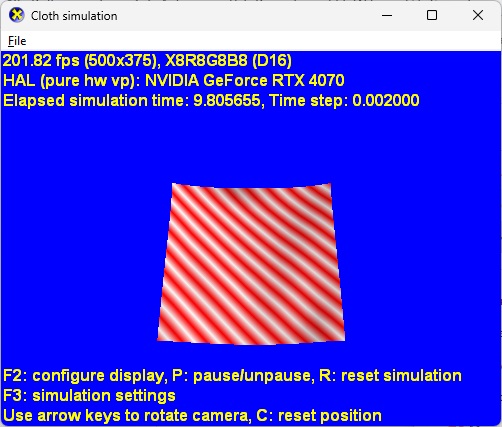 Cloth simulation
File
201.82 fps (500x375), X8R8G8B8 (D16)
HAL (pure hw vp): NVIDIA GeForce RTX 4070
Elapsed simulation time: 9.805655, Time step: 0.002000
F2: configure display, P: pause/unpause, R: reset simulation
F3: simulation settings
Use arrow keys to rotate camera, C: reset position